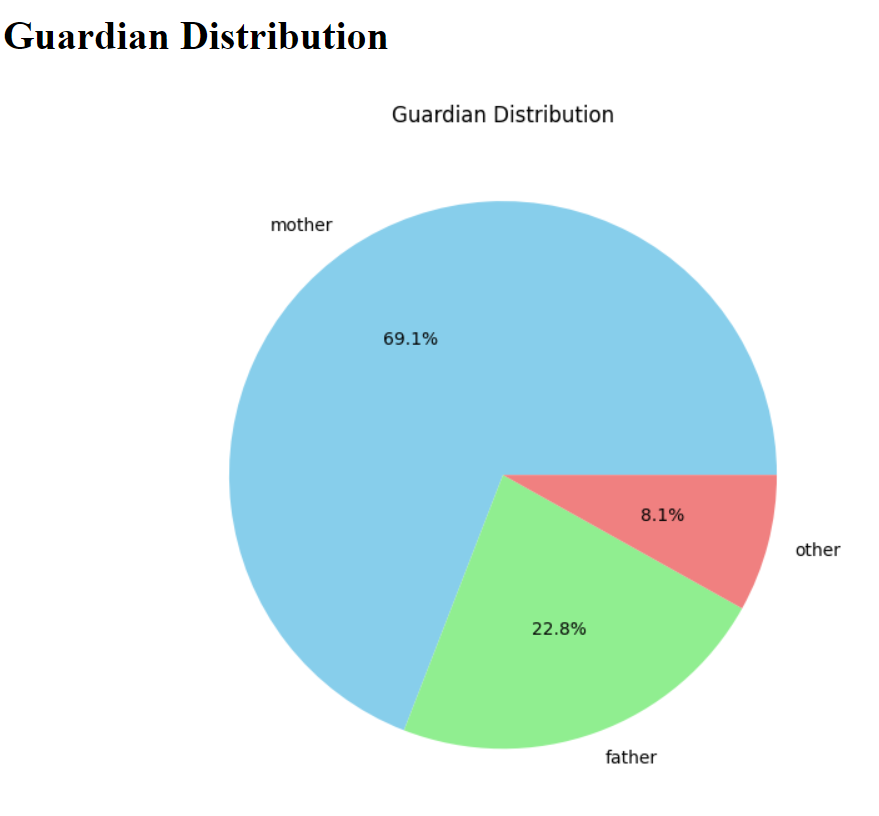 Guardian Distribution
Guardian Distribution
mother
69.1%
8.1%
other
22.8%
father